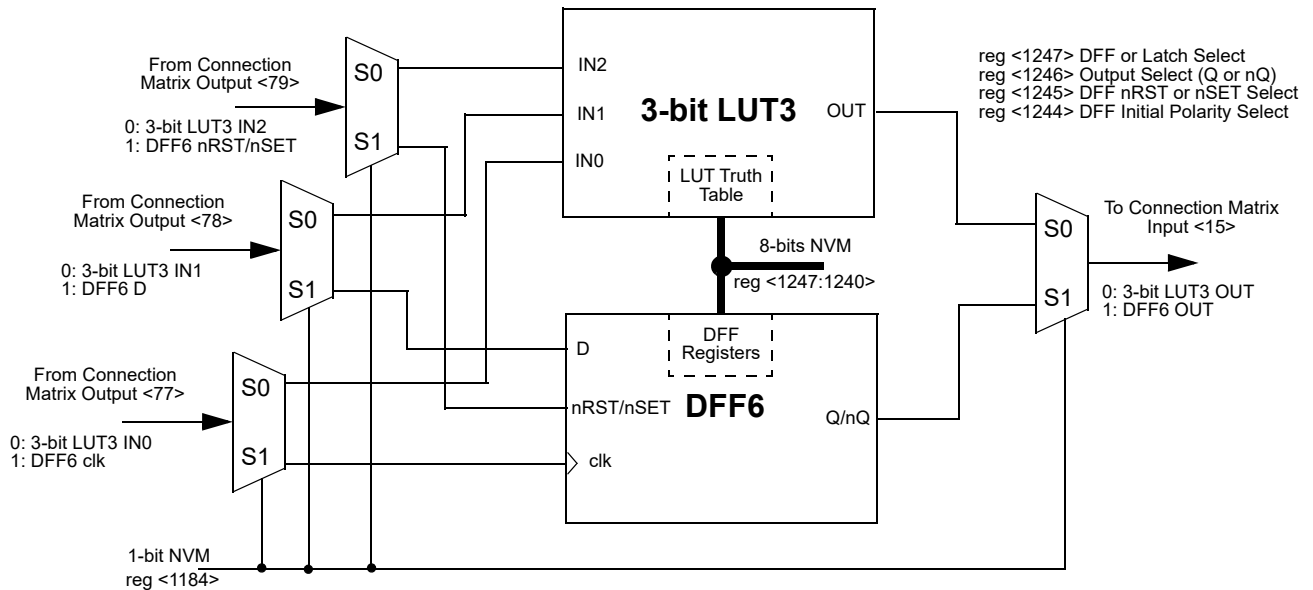 From Connection
Matrix Output <79>
0: 3-bit LUT3 IN2
1: DFF6 nRST/nSET
S0
S1
From Connection
Matrix Output <78>
0: 3-bit LUT3 IN1
1: DFF6 D
S0
S1
From Connection
Matrix Output <77>
0: 3-bit LUT3 IN0
1: DFF6 clk
S0
S1
1-bit NVM
reg <1184>
IN2
IN1
IN0
3-bit LUT3
OUT
LUT Truth
Table
8-bits NVM
reg <1247:1240>
DFF
Registers
D
nRST/nSET
clk
DFF6
Q/nQ
reg <1247> DFF or Latch Select
reg <1246> Output Select (Q or nQ)
reg <1245> DFF nRST or nSET Select
reg <1244> DFF Initial Polarity Select
S0
S1
To Connection Matrix
Input <15>
0: 3-bit LUT3 OUT
1: DFF6 OUT